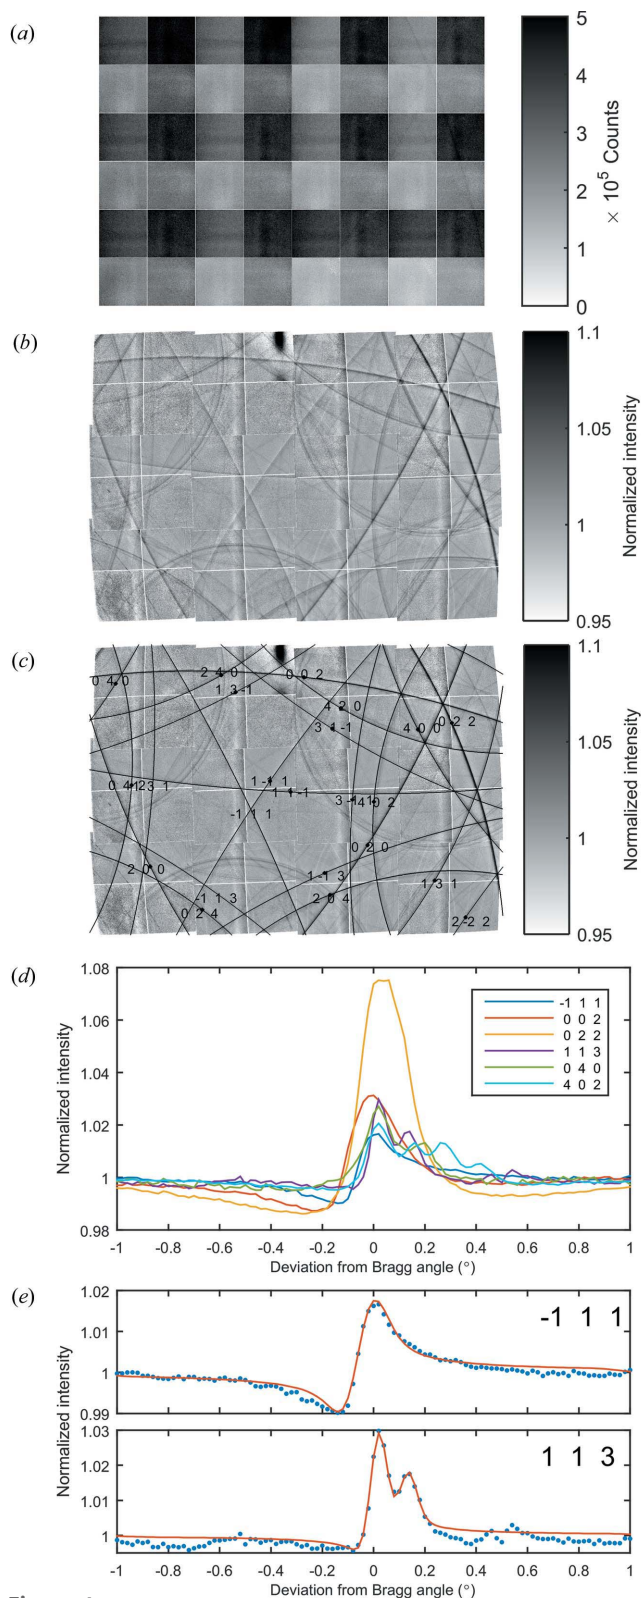 (a)
5
4
3
2
1
0
× 10⁵ Counts
(b)
1.1
1.05
1
0.95
Normalized intensity
(c)
0 4 0
2 4 0
0 0 2
1 3 -1
4 2 0
3 1 -1
4 0 0
0 2 2
1 -1 1
1 1 -1
-1 1 1
0 2 0
2 0 0
1 -1 3
-1 1 3
0 2 4
2 0 4
1 3 1
2 -2 2
1.1
1.05
1
0.95
Normalized intensity
(d)
1.08
1.06
1.04
1.02
1
0.98
Normalized intensity
-1 1 1
0 0 2
0 2 2
1 1 3
0 4 0
4 0 2
-1 -0.8 -0.6 -0.4 -0.2 0 0.2 0.4 0.6 0.8 1
Deviation from Bragg angle (°)
(e)
1.02
1.01
1
0.99
Normalized intensity
-1 1 1
1.03
1.02
1.01
1
1 1 3
-1 -0.8 -0.6 -0.4 -0.2 0 0.2 0.4 0.6 0.8 1
Deviation from Bragg angle (°)